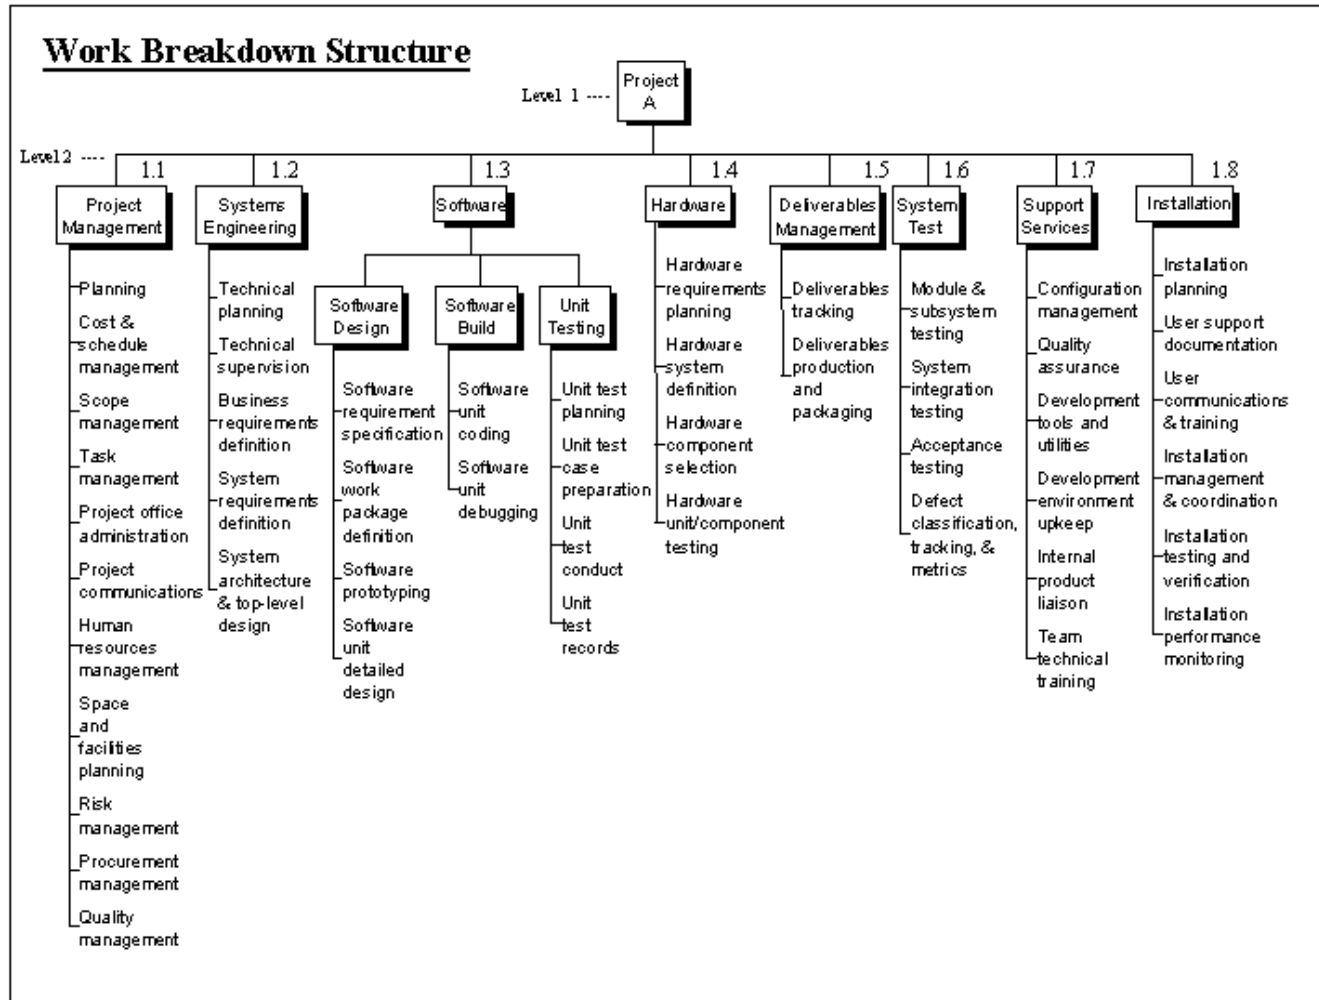 Work Breakdown Structure
Project
A
Level 1 ----
Level 2 ----
1.1
1.2
1.3
1.4
1.5
1.6
1.7
1.8
Project
Management
Systems
Engineering
Software
Hardware
Deliverables
Management
System
Test
Support
Services
Installation
Planning
Cost &
schedule
management
Scope
management
Task
management
Project office
administration
Project
communications
Human
resources
management
Space
and
facilities
planning
Risk
management
Procurement
management
Quality
management
Technical
planning
Technical
supervision
Business
requirements
definition
System
requirements
definition
System
architecture
& top-level
design
Software
Design
Software
requirement
specification
Software
work
package
definition
Software
prototyping
Software
unit
detailed
design
Software
Build
Software
unit
coding
Software
unit
debugging
Unit
Testing
Unit test
planning
Unit test
case
preparation
Unit
test
conduct
Unit
test
records
Hardware
requirements
planning
Hardware
system
definition
Hardware
component
selection
Hardware
unit/component
testing
Deliverables
tracking
Deliverables
production
and
packaging
Module &
subsystem
testing
System
integration
testing
Acceptance
testing
Defect
classification,
tracking, &
metrics
Configuration
management
Quality
assurance
Development
tools and
utilities
Development
environment
upkeep
Internal
product
liaison
Team
technical
training
Installation
planning
User support
documentation
User
communications
& training
Installation
management
& coordination
Installation
testing and
verification
Installation
performance
monitoring